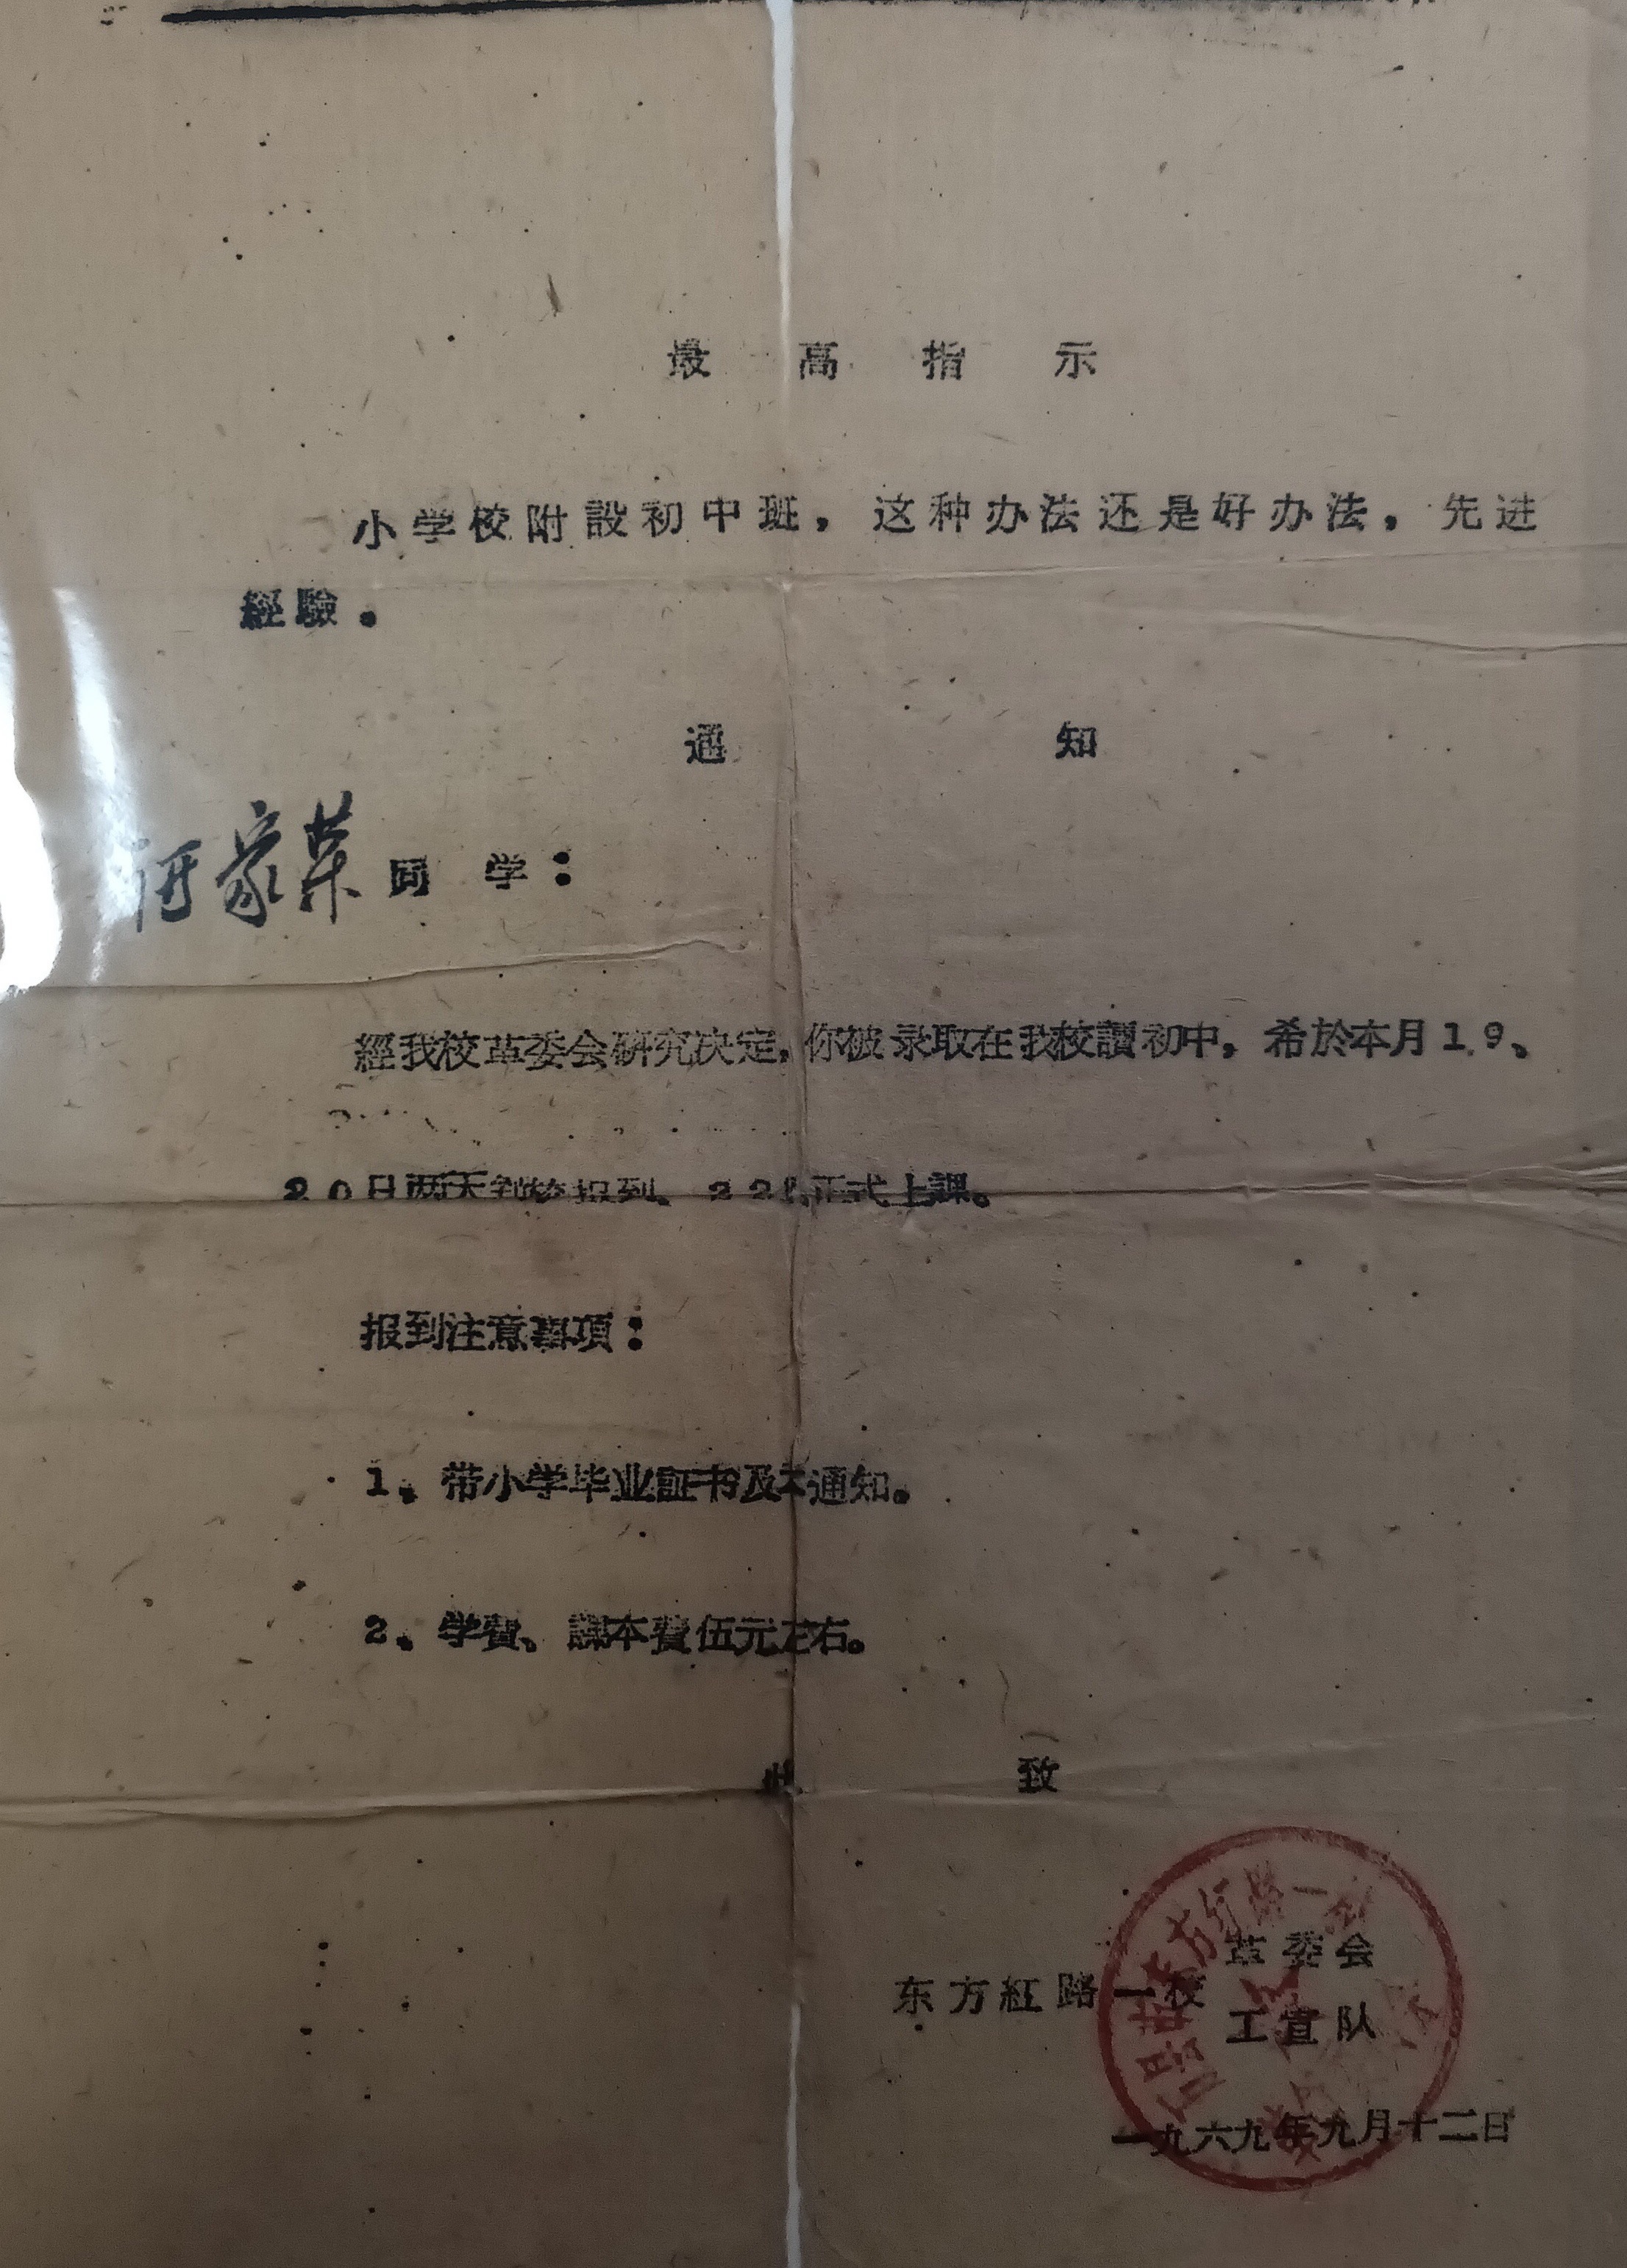 最高指示
小学校附設初中班，这种办法还是好办法，先进
經驗。
通知
家荣同学：
經我校革委会研究决定，你被录取在我校讀初中，希於本月19、
20日两天到校报到、22日正式上課。
报到注意事項：
1、带小学毕业証书及本通知。
2、学費、課本費伍元左右。
此致
革委会
东方紅路一校
工宣队
一九六九年九月十二日